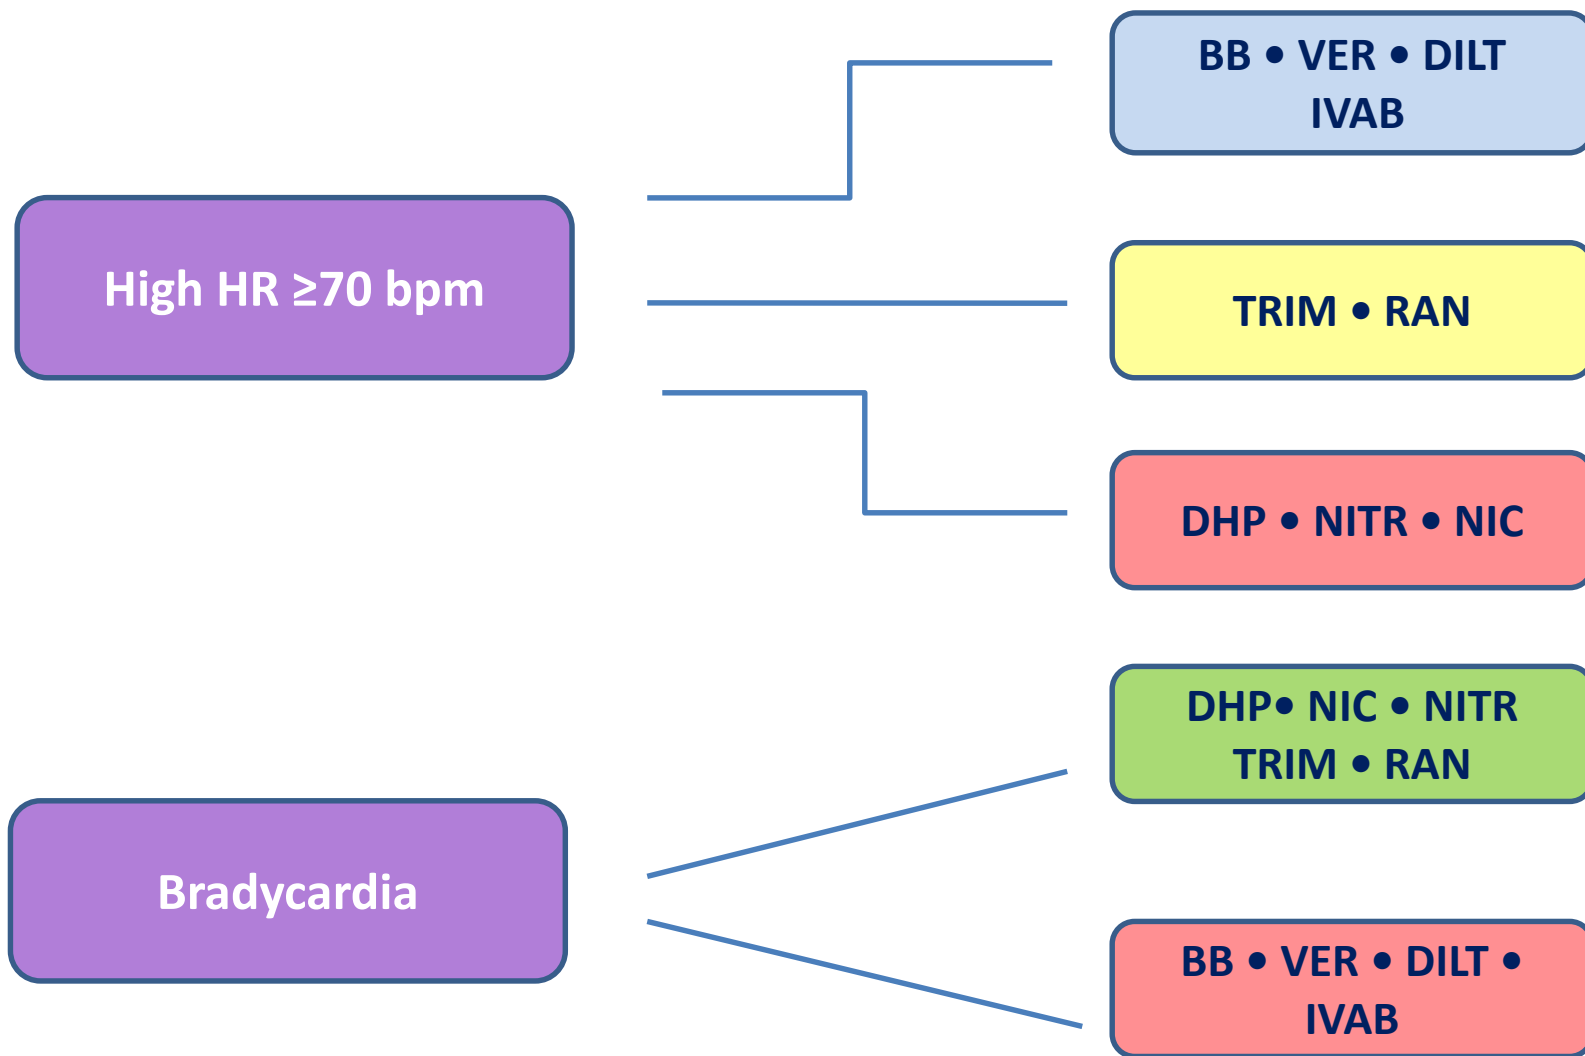 High HR ≥70 bpm
BB • VER • DILT
IVAB
TRIM • RAN
DHP • NITR • NIC
Bradycardia
DHP• NIC • NITR
TRIM • RAN
BB • VER • DILT •
IVAB